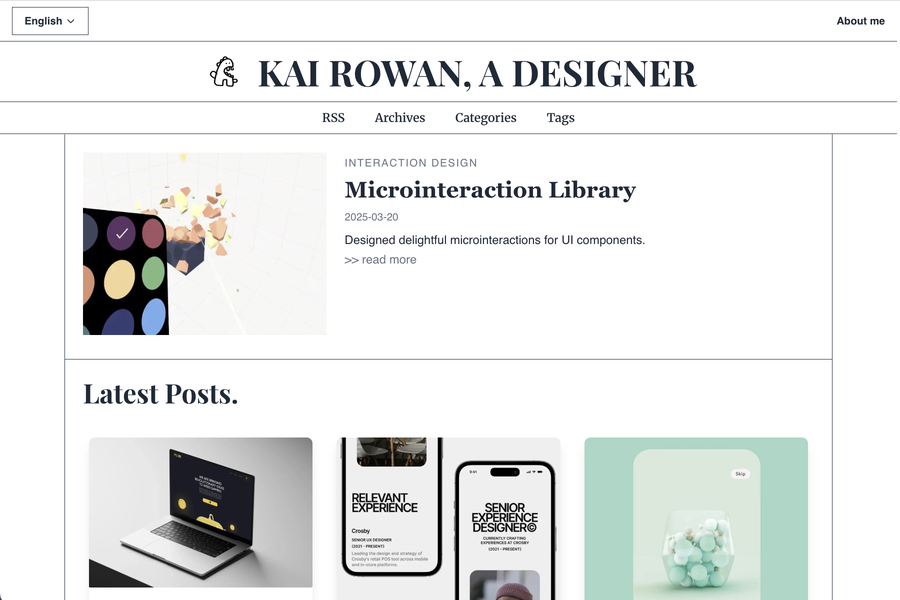 English
About me
KAI ROWAN, A DESIGNER
RSS
Archives
Categories
Tags
INTERACTION DESIGN
Microinteraction Library
2025-03-20
Designed delightful microinteractions for UI components.
>> read more
Latest Posts.
RELEVANT
EXPERIENCE
Crosby
SENIOR UX DESIGNER
(2021 - PRESENT)
Leading the design and strategy of
Crosby's retail POS tool across mobile
and in-store platforms.
9:41
SENIOR
EXPERIENCE
DESIGNER©
CURRENTLY CRAFTING
EXPERIENCES AT CROSBY
(2021 - PRESENT)
Skip